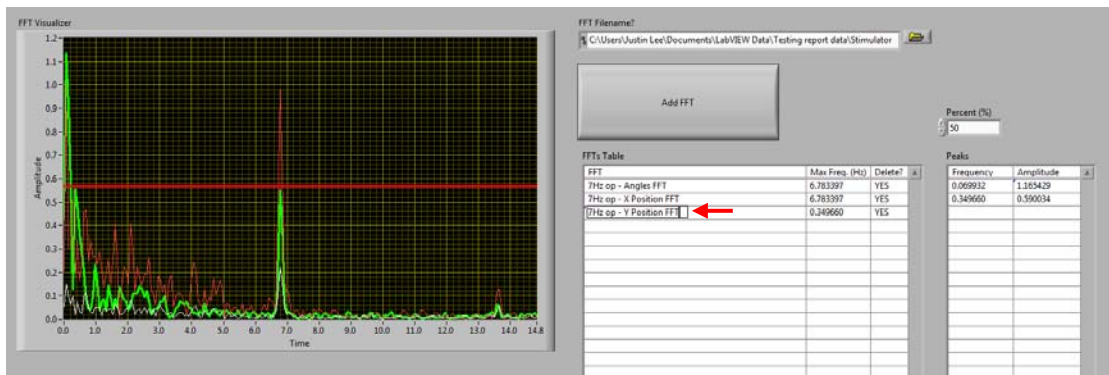 FFT Visualizer
1.2
1.1
1.0
0.9
0.8
0.7
0.6
0.5
0.4
0.3
0.2
0.1
0.0
Amplitude
0.0 1.0 2.0 3.0 4.0 5.0 6.0 7.0 8.0 9.0 10.0 11.0 12.0 13.0 14.0 14.8
Time
FFT Filename?
C:\Users\Justin Lee\Documents\LabVIEW Data\Testing report data\Stimulator
Add FFT
Percent (%)
50
FFTs Table
FFT Max Freq. (Hz) Delete?
7Hz op - Angles FFT 6.783397 YES
7Hz op - X Position FFT 6.783397 YES
7Hz op - Y Position FFT 0.349660 YES
Peaks
Frequency Amplitude
0.069932 1.165429
0.349660 0.590034